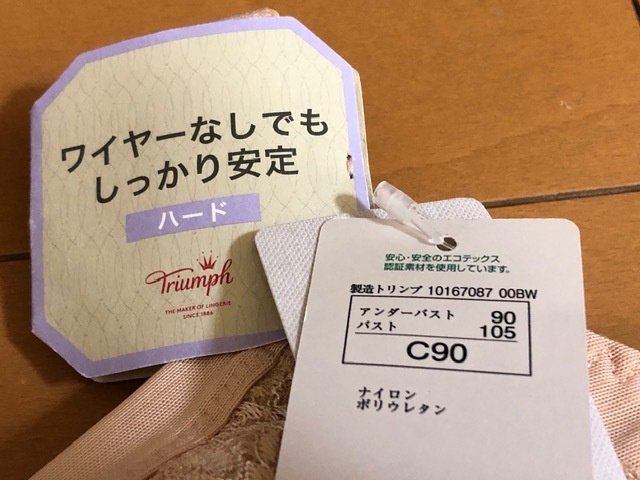 ワイヤーなしでも
しっかり安定
ハード
Triumph
THE MAKER OF LINGERIE
SINCE 1886
安心・安全のエコテックス
認証素材を使用しています。
製造トリンプ 10167087 00BW
アンダーバスト 90
バスト 105
C90
ナイロン
ポリウレタン